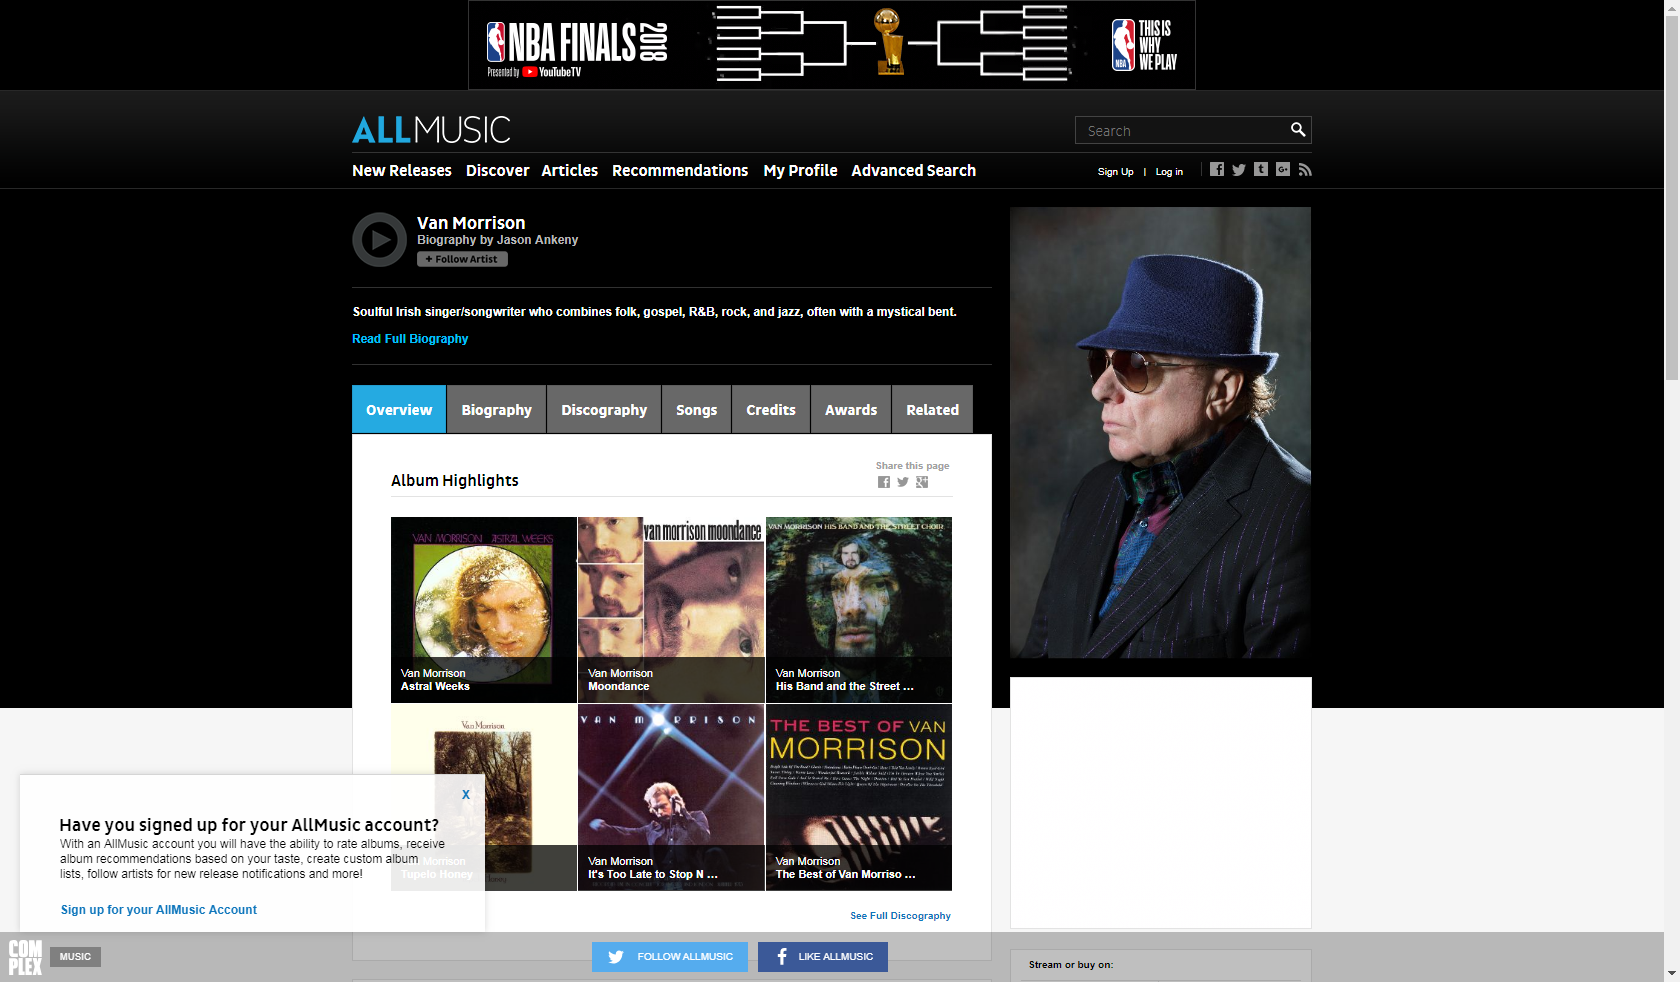 NBA FINALS 2018
Presented by YouTubeTV
NBA
THIS IS
WHY
WE PLAY
ALLMUSIC
Search
New Releases Discover Articles Recommendations My Profile Advanced Search
Sign Up | Log in
Van Morrison
Biography by Jason Ankeny
+ Follow Artist
Soulful Irish singer/songwriter who combines folk, gospel, R&B, rock, and jazz, often with a mystical bent.
Read Full Biography
Overview Biography Discography Songs Credits Awards Related
Share this page
Album Highlights
VAN MORRISON ASTRAL WEEKS
van morrison moondance
VAN MORRISON HIS BAND AND THE STREET CHOIR
Van Morrison
Astral Weeks
Van Morrison
Moondance
Van Morrison
His Band and the Street ...
Van Morrison
VAN MORRISON
THE BEST OF VAN
MORRISON
Van Morrison
Tupelo Honey
Van Morrison
It's Too Late to Stop N ...
Van Morrison
The Best of Van Morriso ...
X
Have you signed up for your AllMusic account?
With an AllMusic account you will have the ability to rate albums, receive
album recommendations based on your taste, create custom album
lists, follow artists for new release notifications and more!
Sign up for your AllMusic Account
See Full Discography
COM
PLEX
MUSIC
FOLLOW ALLMUSIC
LIKE ALLMUSIC
Stream or buy on: